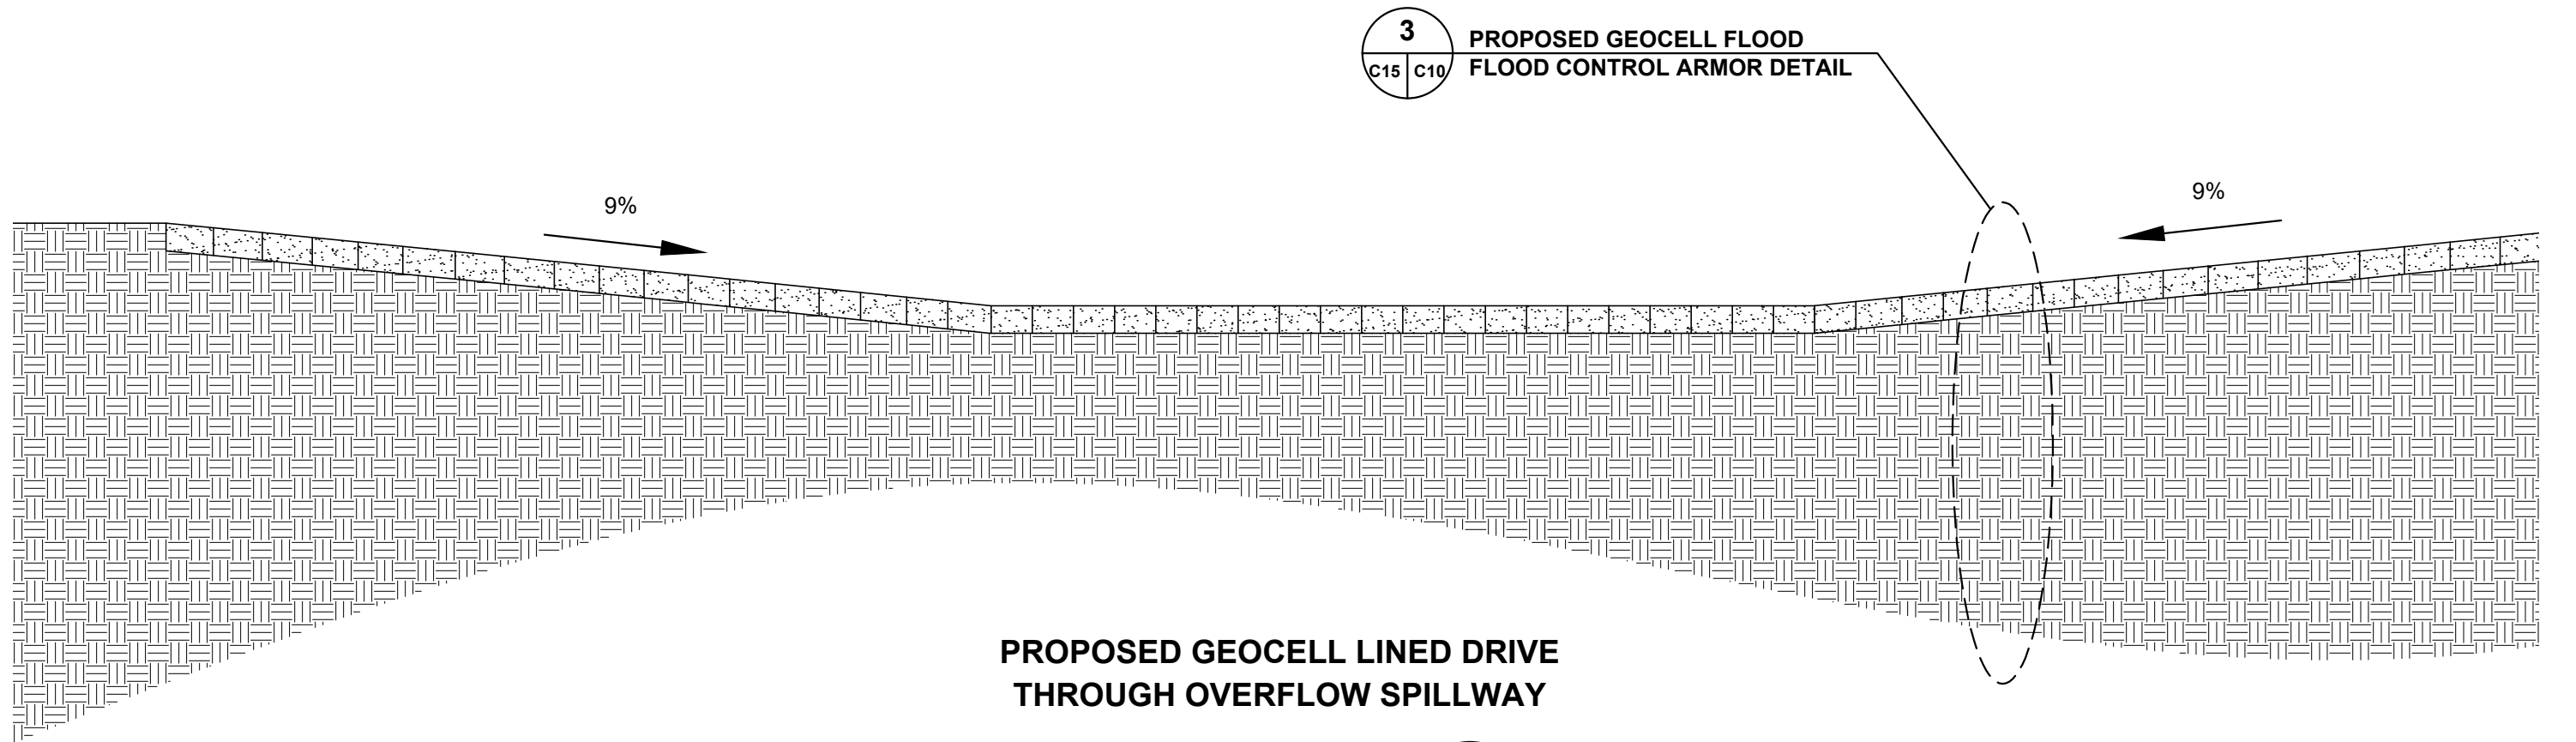 3
C15 C10
PROPOSED GEOCELL FLOOD
FLOOD CONTROL ARMOR DETAIL
9%
9%
PROPOSED GEOCELL LINED DRIVE
THROUGH OVERFLOW SPILLWAY